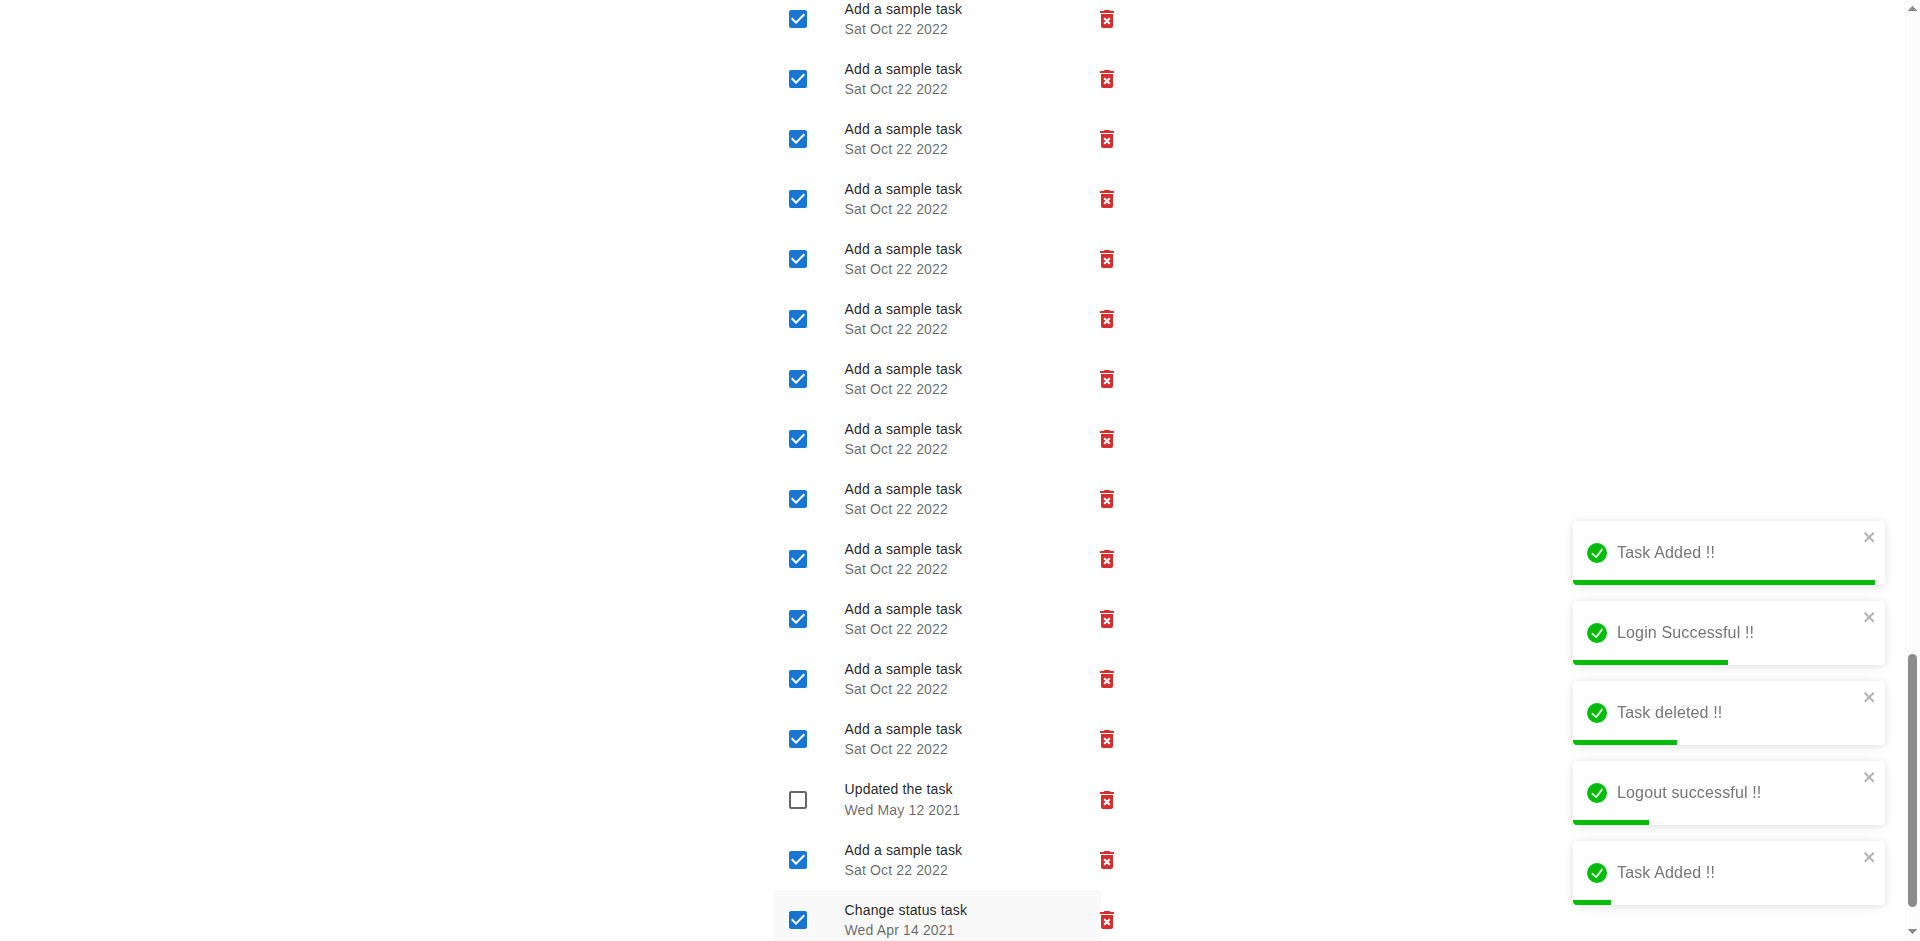 Add a sample task
Sat Oct 22 2022
Add a sample task
Sat Oct 22 2022
Add a sample task
Sat Oct 22 2022
Add a sample task
Sat Oct 22 2022
Add a sample task
Sat Oct 22 2022
Add a sample task
Sat Oct 22 2022
Add a sample task
Sat Oct 22 2022
Add a sample task
Sat Oct 22 2022
Add a sample task
Sat Oct 22 2022
Add a sample task
Sat Oct 22 2022
Add a sample task
Sat Oct 22 2022
Add a sample task
Sat Oct 22 2022
Add a sample task
Sat Oct 22 2022
Updated the task
Wed May 12 2021
Add a sample task
Sat Oct 22 2022
Change status task
Wed Apr 14 2021
Task Added !!
Login Successful !!
Task deleted !!
Logout successful !!
Task Added !!